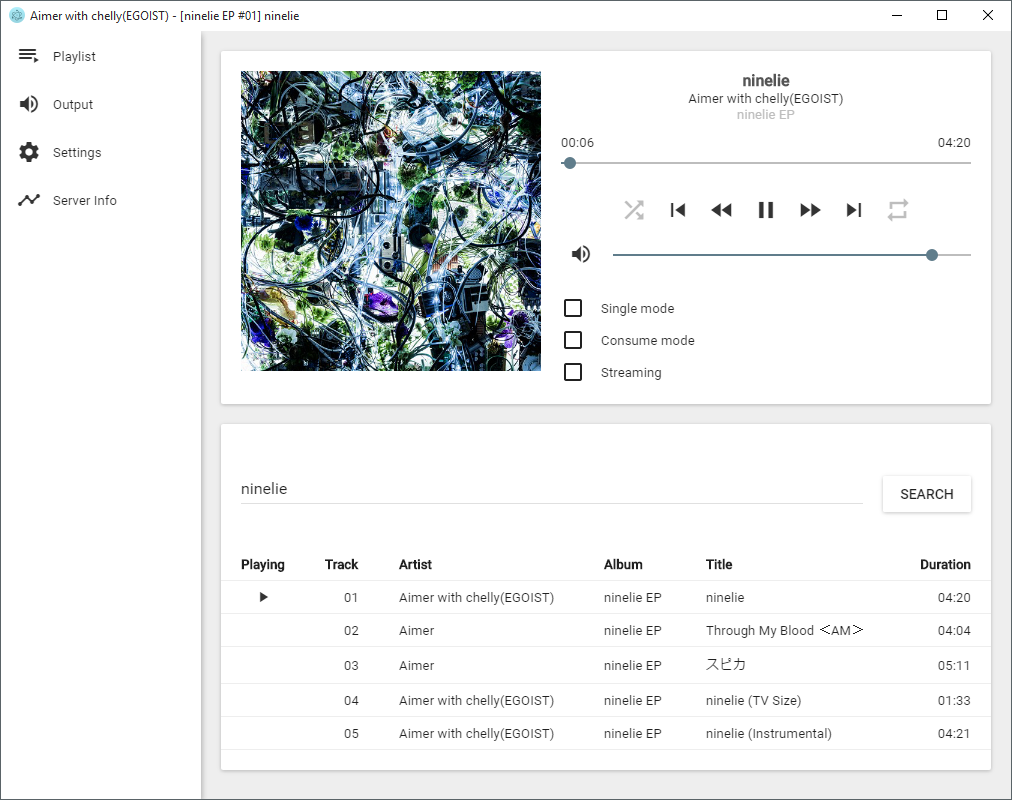 Aimer with chelly(EGOIST) - [ninelie EP #01] ninelie
Playlist
Output
Settings
Server Info
ninelie
Aimer with chelly(EGOIST)
ninelie EP
00:06 04:20
Single mode
Consume mode
Streaming
ninelie SEARCH
Playing Track Artist Album Title Duration
01 Aimer with chelly(EGOIST) ninelie EP ninelie 04:20
02 Aimer ninelie EP Through My Blood ＜AM＞ 04:04
03 Aimer ninelie EP スピカ 05:11
04 Aimer with chelly(EGOIST) ninelie EP ninelie (TV Size) 01:33
05 Aimer with chelly(EGOIST) ninelie EP ninelie (Instrumental) 04:21